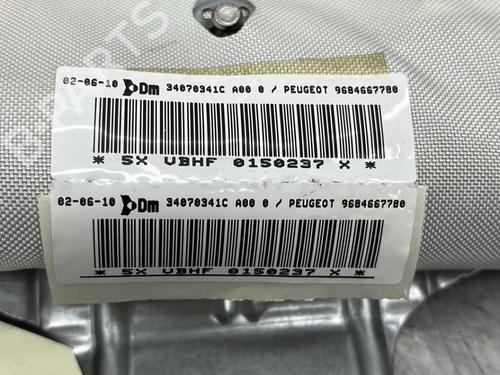 02-06-10 Dm 34070341C A00 0 / PEUGEOT 9684667780
* 5X VBHF 0150237 X *
02-06-10 Dm 34070341C A00 0 / PEUGEOT 9684667780
* 5X VBHF 0150237 X *